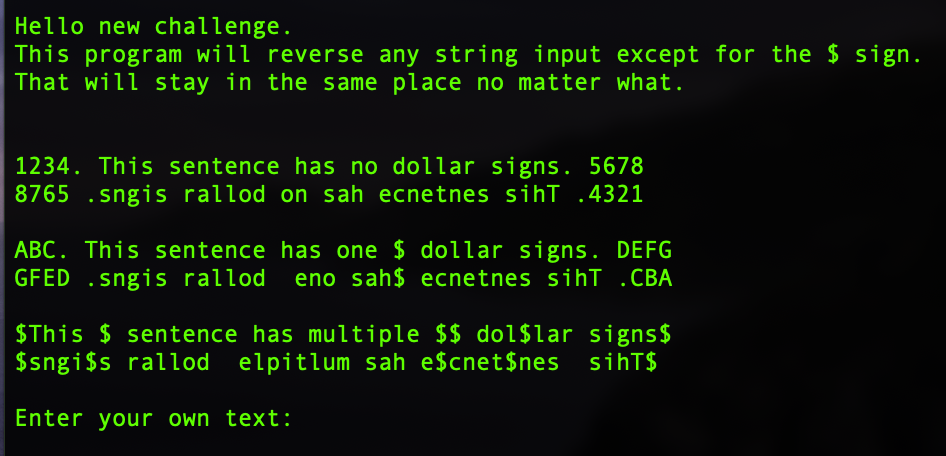 Hello new challenge.
This program will reverse any string input except for the $ sign.
That will stay in the same place no matter what.
1234. This sentence has no dollar signs. 5678
8765 .sngis rallod on sah ecnetnes sihT .4321
ABC. This sentence has one $ dollar signs. DEFG
GFED .sngis rallod  eno sah$ ecnetnes sihT .CBA
$This $ sentence has multiple $$ dol$lar signs$
$sngi$s rallod  elpitlum sah e$cnet$nes  sihT$
Enter your own text: